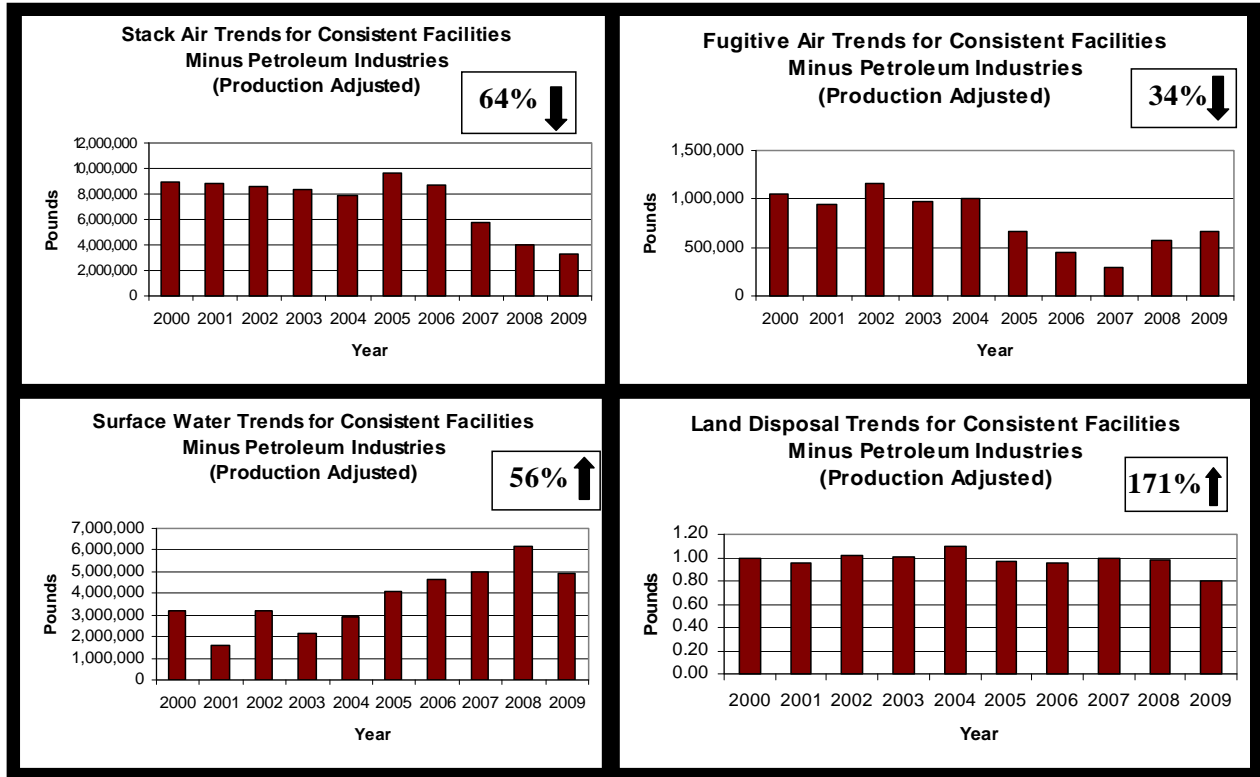 Stack Air Trends for Consistent Facilities
Minus Petroleum Industries
(Production Adjusted)
64%
12,000,000
10,000,000
8,000,000
6,000,000
4,000,000
2,000,000
0
Pounds
2000 2001 2002 2003 2004 2005 2006 2007 2008 2009
Year
Fugitive Air Trends for Consistent Facilities
Minus Petroleum Industries
(Production Adjusted)
34%
1,500,000
1,000,000
500,000
0
Pounds
2000 2001 2002 2003 2004 2005 2006 2007 2008 2009
Year
Surface Water Trends for Consistent Facilities
Minus Petroleum Industries
(Production Adjusted)
56%
7,000,000
6,000,000
5,000,000
4,000,000
3,000,000
2,000,000
1,000,000
0
Pounds
2000 2001 2002 2003 2004 2005 2006 2007 2008 2009
Year
Land Disposal Trends for Consistent Facilities
Minus Petroleum Industries
(Production Adjusted)
171%
1.20
1.00
0.80
0.60
0.40
0.20
0.00
Pounds
2000 2001 2002 2003 2004 2005 2006 2007 2008 2009
Year